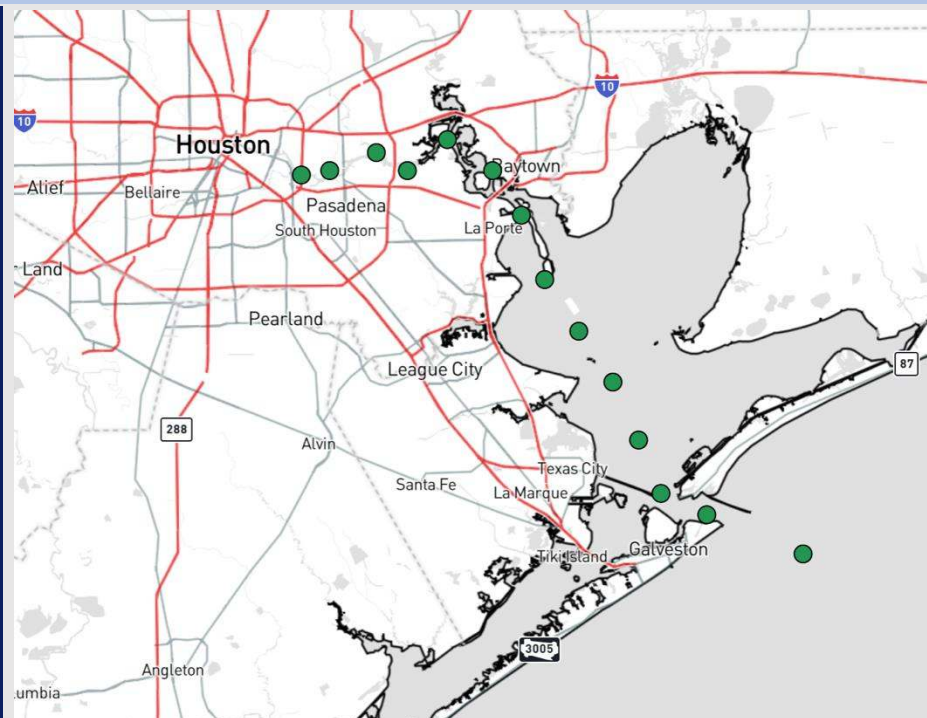 10
10
Houston
Baytown
Alief
Bellaire
Pasadena
La Porte
South Houston
Land
Pearland
87
League City
288
Alvin
Texas City
Santa Fe
La Marque
Galveston
Tiki Island
3005
Angleton
umbia